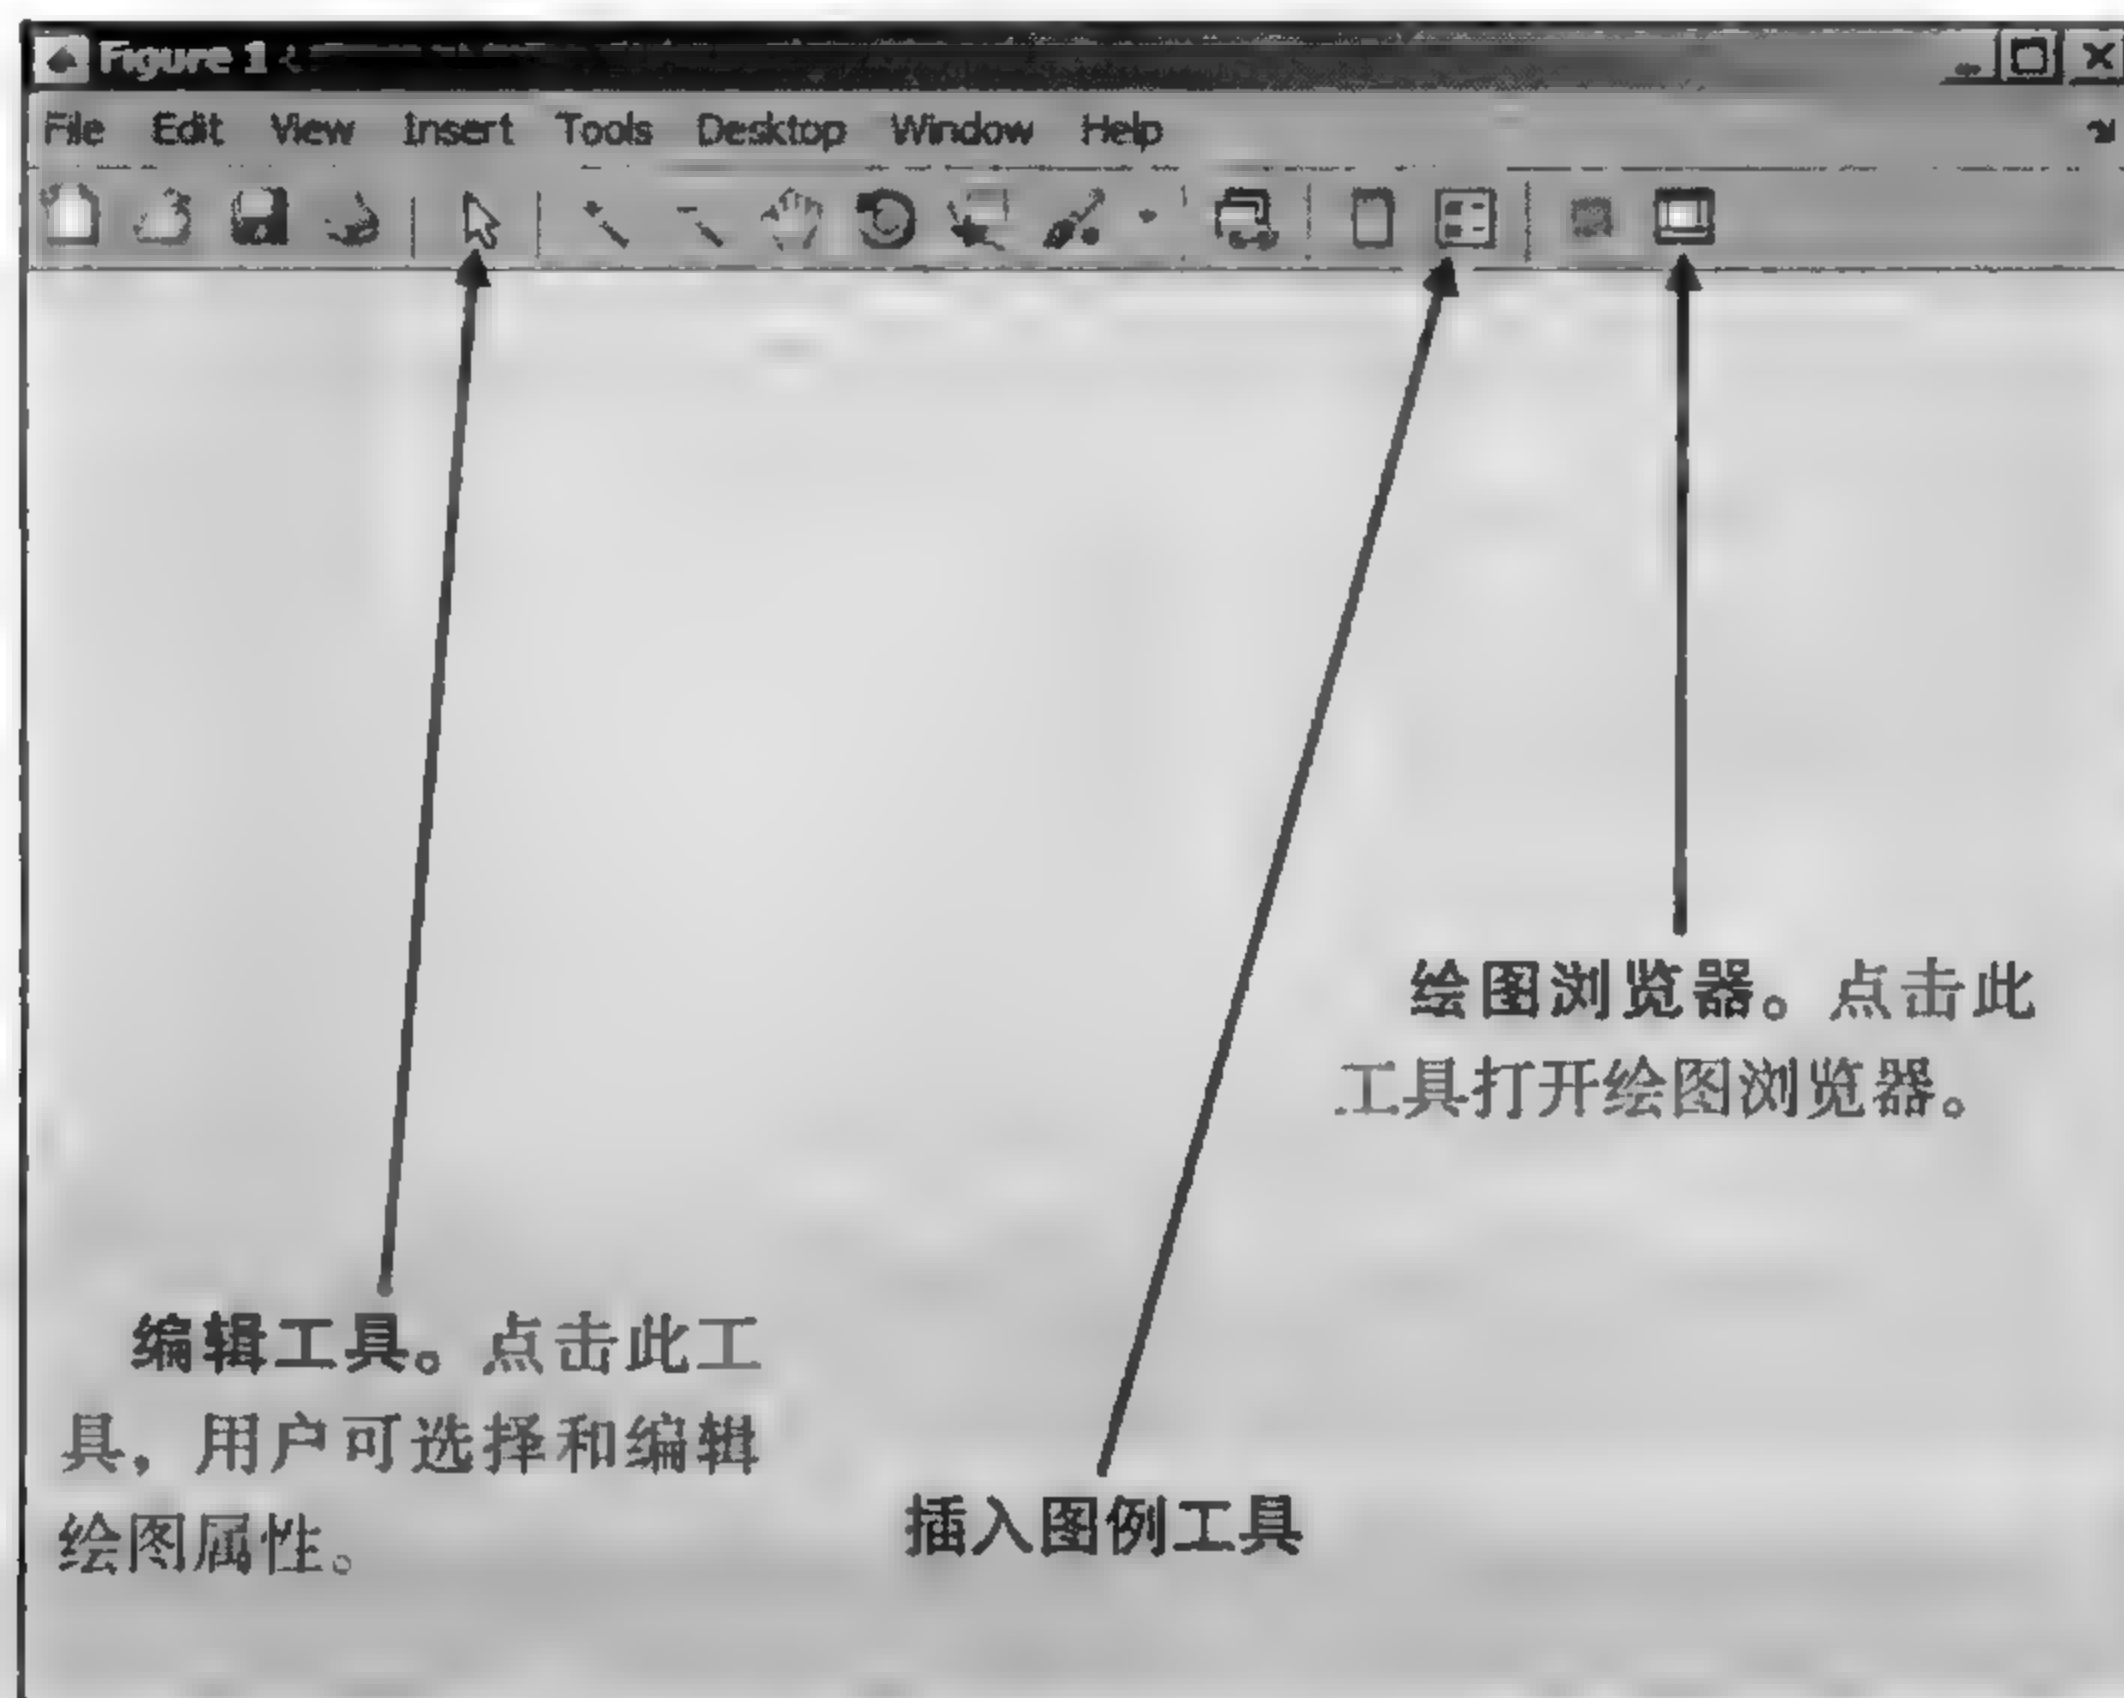 Figure 1
File Edit View Insert Tools Desktop Window Help
绘图浏览器。点击此
工具打开绘图浏览器。
编辑工具。点击此工
具，用户可选择和编辑
绘图属性。
插入图例工具